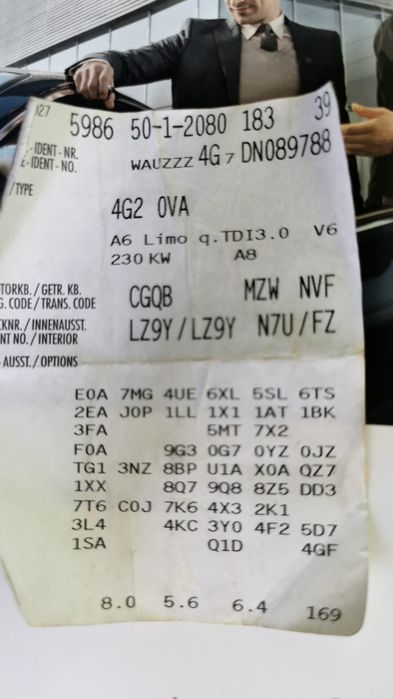 5986 50-1-2080 183 39
-IDENT-NR.
-IDENT-NO. WAUZZZ 4G7 DN089788
/TYPE
4G2 0VA
A6 Limo q.TDI3.0 V6
230 KW A8
TORKB. / GETR. KB.
G. CODE / TRANS. CODE CGQB MZW NVF
CKNR. / INNENAUSST.
NT NO. / INTERIOR LZ9Y/LZ9Y N7U/FZ
AUSST. / OPTIONS
E0A 7MG 4UE 6XL 5SL 6TS
2EA J0P 1LL 1X1 1AT 1BK
3FA 5MT 7X2
F0A 9G3 0G7 0YZ 0JZ
TG1 3NZ 8BP U1A X0A QZ7
1XX 8Q7 9Q8 8Z5 DD3
7T6 C0J 7K6 4X3 2K1
3L4 4KC 3Y0 4F2 5D7
1SA Q1D 4GF
8.0 5.6 6.4 169